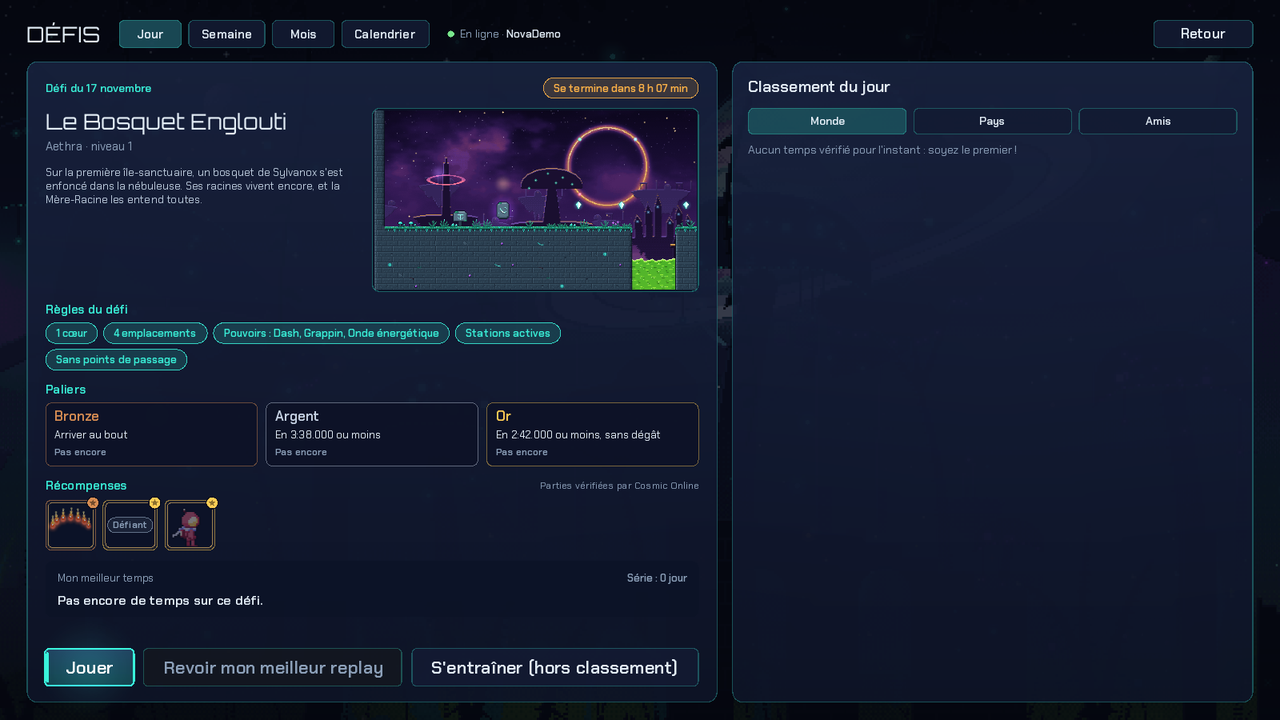 DÉFIS
Jour
Semaine
Mois
Calendrier
En ligne · NovaDemo
Retour
Défi du 17 novembre
Se termine dans 8 h 07 min
Le Bosquet Englouti
Aethra · niveau 1
Sur la première île-sanctuaire, un bosquet de Sylvanox s'est
enfoncé dans la nébuleuse. Ses racines vivent encore, et la
Mère-Racine les entend toutes.
Règles du défi
1 cœur
4 emplacements
Pouvoirs : Dash, Grappin, Onde énergétique
Stations actives
Sans points de passage
Paliers
Bronze
Arriver au bout
Pas encore
Argent
En 3:38.000 ou moins
Pas encore
Or
En 2:42.000 ou moins, sans dégât
Pas encore
Récompenses
Parties vérifiées par Cosmic Online
Défiant
Mon meilleur temps
Série : 0 jour
Pas encore de temps sur ce défi.
Jouer
Revoir mon meilleur replay
S'entraîner (hors classement)
Classement du jour
Monde
Pays
Amis
Aucun temps vérifié pour l'instant : soyez le premier !